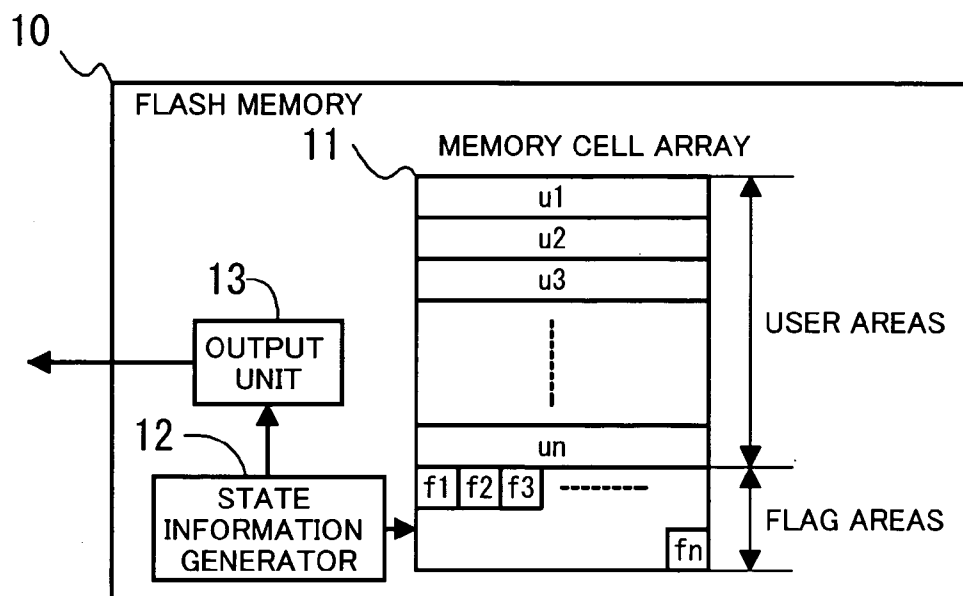 10
FLASH MEMORY
11
MEMORY CELL ARRAY
u1
u2
u3
13
OUTPUT
UNIT
USER AREAS
12
un
STATE
INFORMATION
GENERATOR
f1 f2 f3
FLAG AREAS
fn